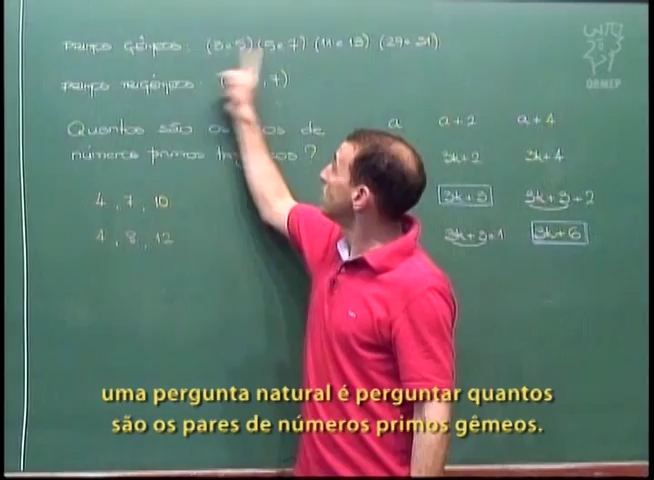 PRIMOS GÊMEOS: (3 e 5) (5 e 7) (11 e 13) (29 e 31)
PRIMOS TRIGÊMEOS , 7)
Quantos são os de
números primos ?
4, 7, 10
4, 8, 12
a a+2 a+4
3k+2 3k+4
3k+3 3k+3+2
3k+3+1 3k+6
OBMEP
uma pergunta natural é perguntar quantos
são os pares de números primos gêmeos.